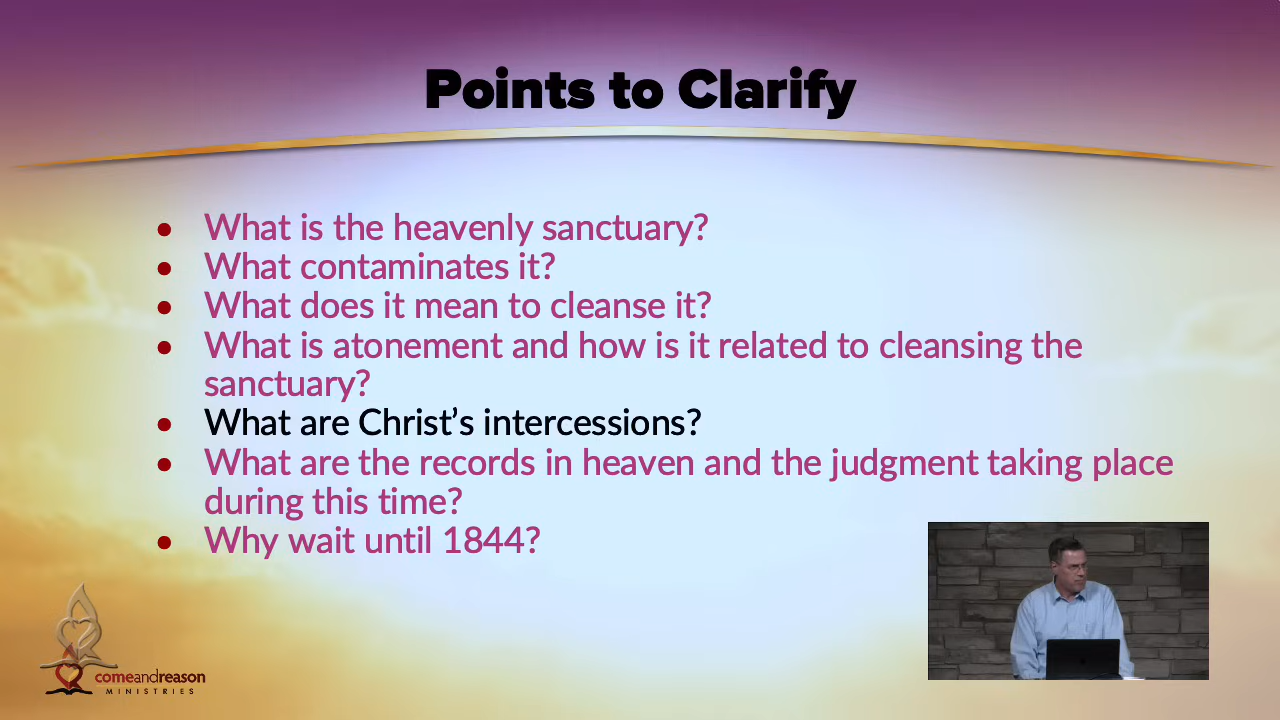 Points to Clarify
• What is the heavenly sanctuary?
• What contaminates it?
• What does it mean to cleanse it?
• What is atonement and how is it related to cleansing the
sanctuary?
• What are Christ’s intercessions?
• What are the records in heaven and the judgment taking place
during this time?
• Why wait until 1844?
comeandreason
MINISTRIES